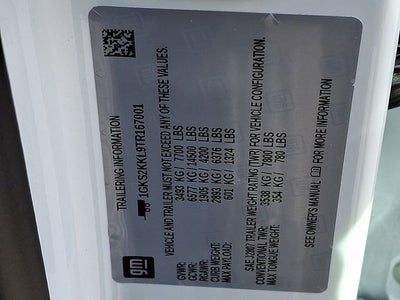 gm
TRAILERING INFORMATION
1GKS2KKL9TR167001
VEHICLE AND TRAILER MUST NOT EXCEED ANY OF THESE VALUES.
GVWR: 3493 KG/ 7700 LBS
GCWR: 6577 KG/ 14500 LBS
RGAWR: 1905 KG/ 4200 LBS
CURB WEIGHT: 2893 KG/ 6376 LBS
MAX PAYLOAD: 601 KG/ 1324 LBS
SAE J2807 TRAILER WEIGHT RATING (TWR) FOR VEHICLE CONFIGURATION.
CONVENTIONAL TWR: 3538 KG/ 7800 LBS
MAX TONGUE WEIGHT: 354 KG/ 780 LBS
SEE OWNER'S MANUAL FOR MORE INFORMATION